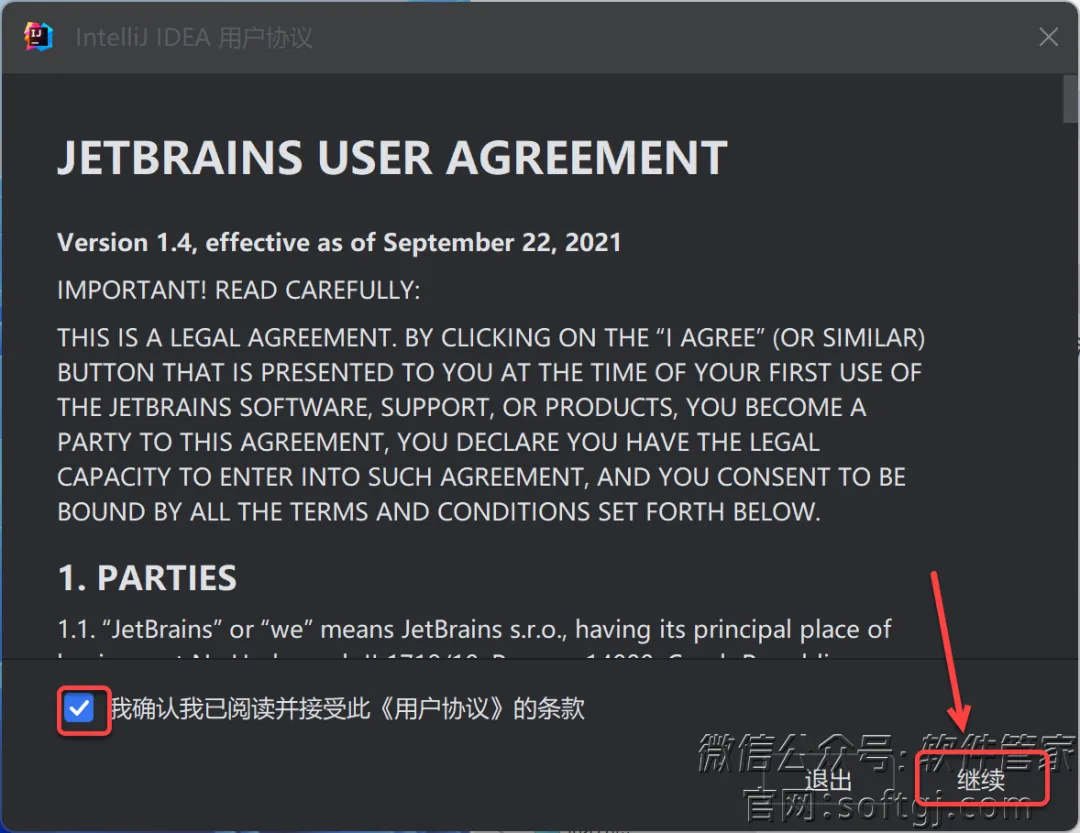 IntelliJ IDEA 用户协议
JETBRAINS USER AGREEMENT
Version 1.4, effective as of September 22, 2021
IMPORTANT! READ CAREFULLY:
THIS IS A LEGAL AGREEMENT. BY CLICKING ON THE “I AGREE” (OR SIMILAR)
BUTTON THAT IS PRESENTED TO YOU AT THE TIME OF YOUR FIRST USE OF
THE JETBRAINS SOFTWARE, SUPPORT, OR PRODUCTS, YOU BECOME A
PARTY TO THIS AGREEMENT, YOU DECLARE YOU HAVE THE LEGAL
CAPACITY TO ENTER INTO SUCH AGREEMENT, AND YOU CONSENT TO BE
BOUND BY ALL THE TERMS AND CONDITIONS SET FORTH BELOW.
1. PARTIES
1.1. “JetBrains” or “we” means JetBrains s.r.o., having its principal place of
我确认我已阅读并接受此《用户协议》的条款
微信公众号：软件管家
退出
继续
官网：softgj.com